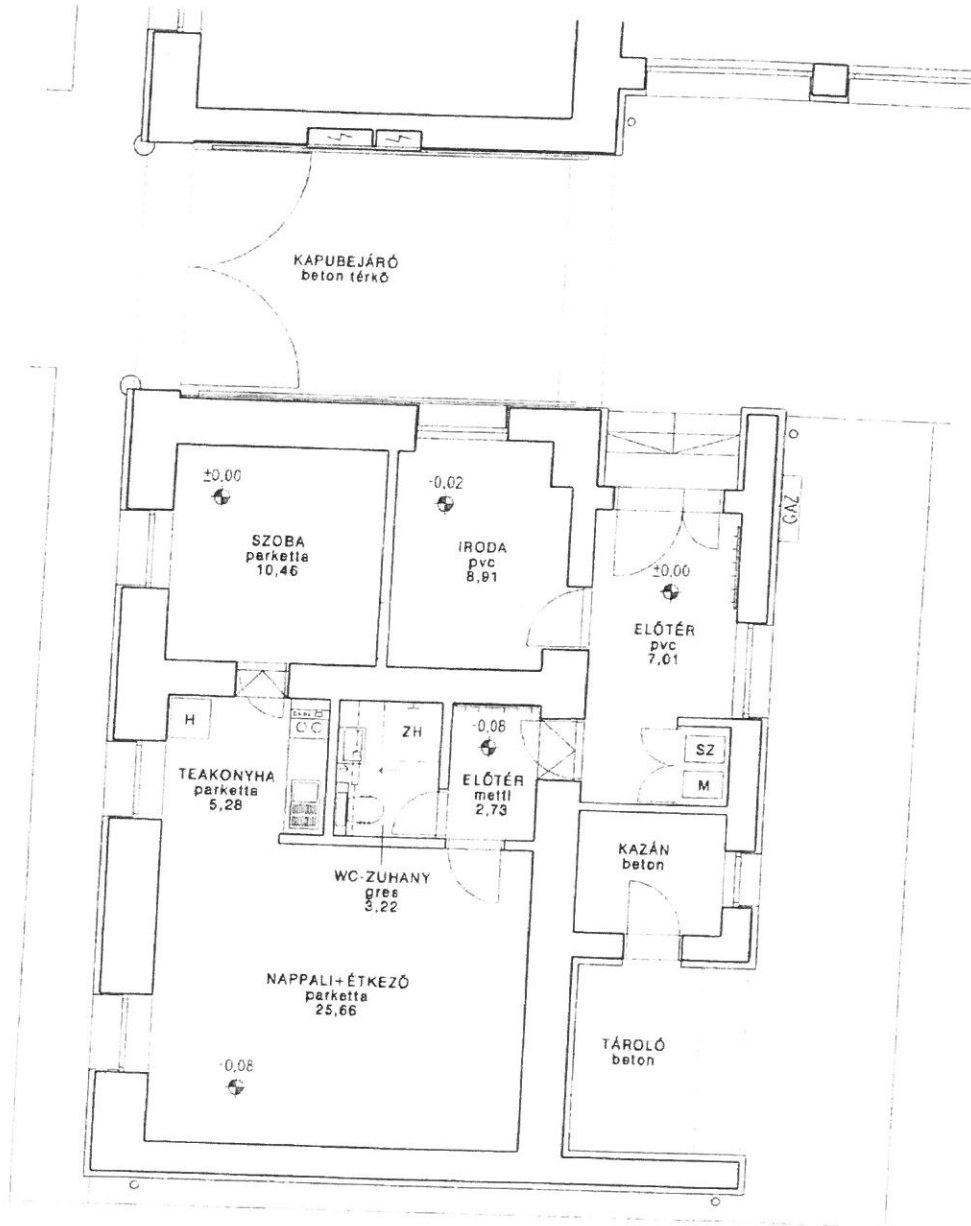 KAPUBEJÁRÓ
beton térkő
±0,00
SZOBA
parketta
10,46
-0,02
IRODA
pvc
8,91
GAZ
±0,00
ELŐTÉR
pvc
7,01
H
TEAKONYHA
parketta
5,28
ZH
-0,08
ELŐTÉR
mettl
2,73
SZ
M
WC-ZUHANY
gres
3,22
KAZÁN
beton
NAPPALI+ÉTKEZŐ
parketta
25,66
-0,08
TÁROLÓ
beton